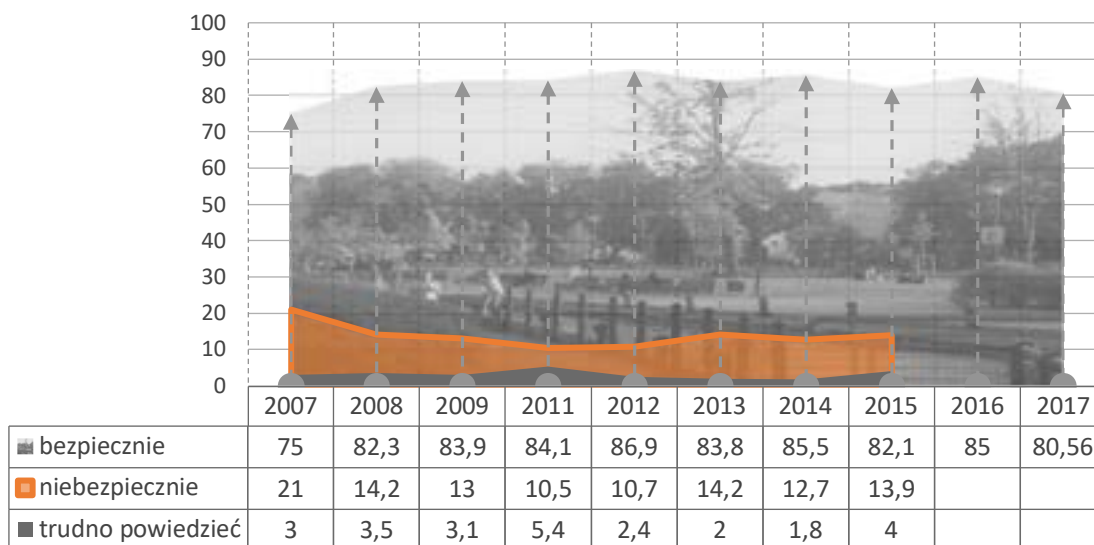 100
90
80
70
60
50
40
30
20
10
0
2007 2008 2009 2011 2012 2013 2014 2015 2016 2017
bezpiecznie 75 82,3 83,9 84,1 86,9 83,8 85,5 82,1 85 80,56
niebezpiecznie 21 14,2 13 10,5 10,7 14,2 12,7 13,9
trudno powiedzieć 3 3,5 3,1 5,4 2,4 2 1,8 4